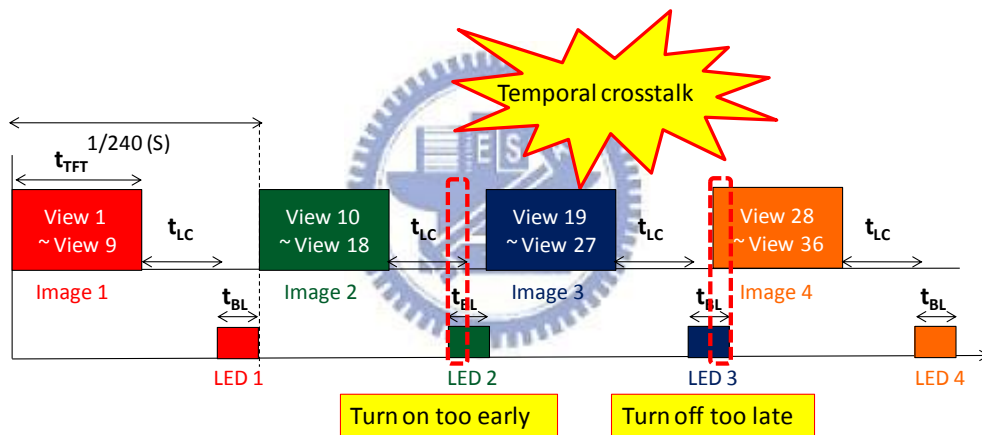 Temporal crosstalk
1/240 (S)
tTFT
View 1
~ View 9
tLC
View 10
~ View 18
tLC
View 19
~ View 27
tLC
View 28
~ View 36
tLC
Image 1
Image 2
Image 3
Image 4
tBL
tBL
tBL
tBL
LED 1
LED 2
LED 3
LED 4
Turn on too early
Turn off too late
E S